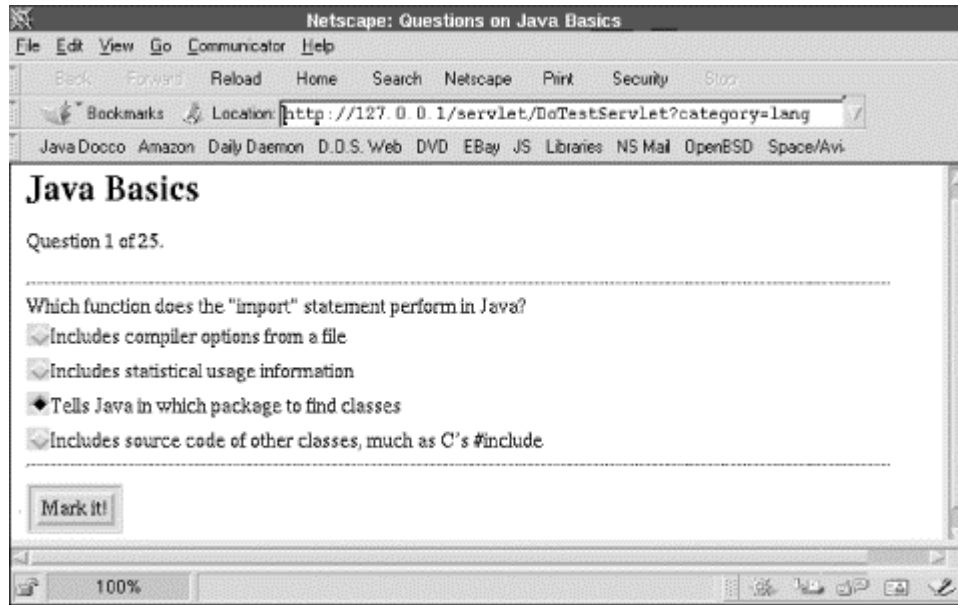 Netscape: Questions on Java Basics
File Edit View Go Communicator Help
Back Forward Reload Home Search Netscape Print Security Stop
Bookmarks Location: http://127.0.0.1/servlet/DoTestServlet?category=lang
Java Docco Amazon Daily Daemon D.D.S. Web DVD EBay JS Libraries NS Mail OpenBSD Space/Avi
Java Basics
Question 1 of 25.
Which function does the "import" statement perform in Java?
Includes compiler options from a file
Includes statistical usage information
Tells Java in which package to find classes
Includes source code of other classes, much as C's #include
Mark it!
100%